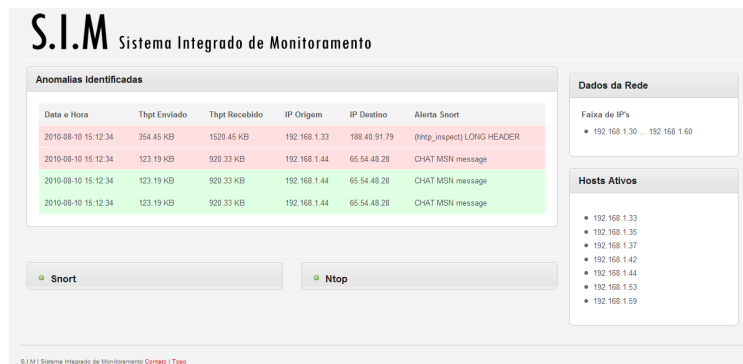 S.I.M Sistema Integrado de Monitoramento
Anomalias Identificadas
Data e Hora Thpt Enviado Thpt Recebido IP Origem IP Destino Alerta Snort
2010-08-10 15:12:34 354.45 KB 1520.45 KB 192.168.1.33 188.40.91.79 (hhtp_inspect) LONG HEADER
2010-08-10 15:12:34 123.19 KB 920.33 KB 192.168.1.44 65.54.48.28 CHAT MSN message
2010-08-10 15:12:34 123.19 KB 920.33 KB 192.168.1.44 65.54.48.28 CHAT MSN message
2010-08-10 15:12:34 123.19 KB 920.33 KB 192.168.1.44 65.54.48.28 CHAT MSN message
Snort
Ntop
Dados da Rede
Faixa de IP's
192.168.1.30 ... 192.168.1.60
Hosts Ativos
192.168.1.33
192.168.1.35
192.168.1.37
192.168.1.42
192.168.1.44
192.168.1.53
192.168.1.59
S.I.M | Sistema Integrado de Monitoramento Contato | Topo